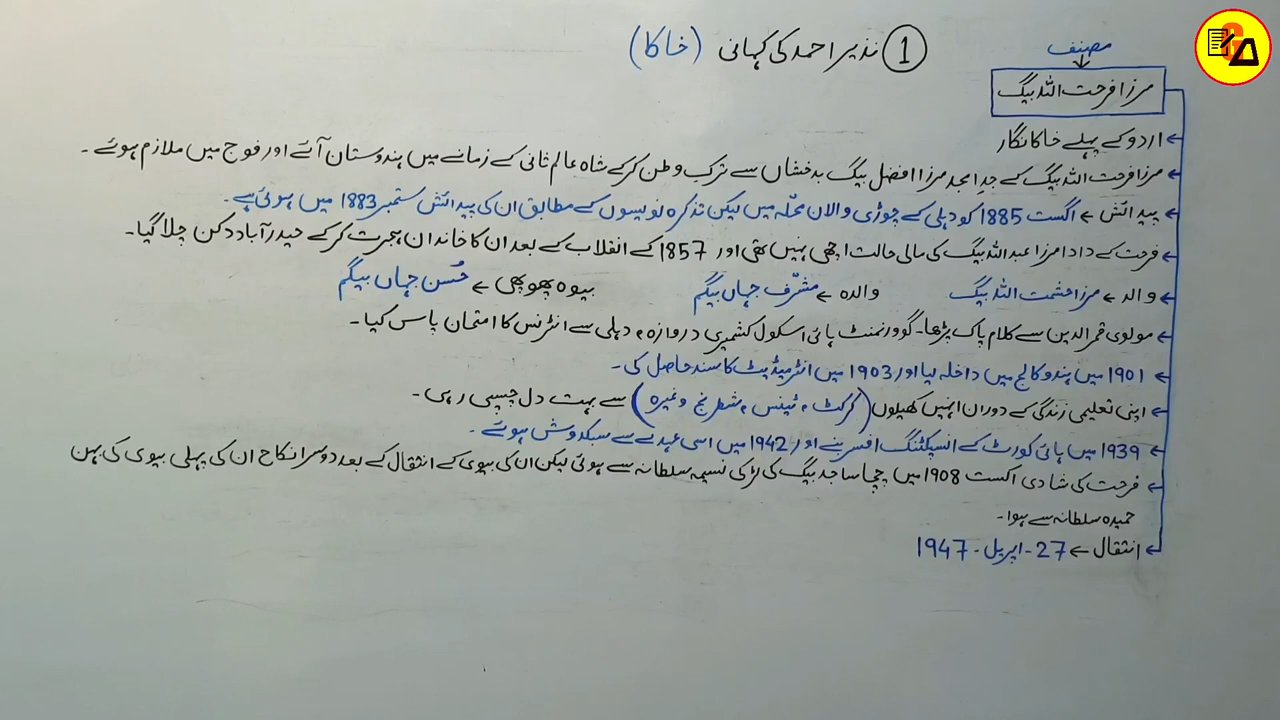 ① نذیر احمد کی کہانی (خاکا)
مصنف
مرزا فرحت اللہ بیگ
اردو کے پہلے خاکا نگار
مرزا فرحت اللہ بیگ کے جد امجد مرزا افضل بیگ بدخشاں سے ترک وطن کرکے شاہ عالم ثانی کے زمانے میں ہندوستان آئے اور فوج میں ملازم ہوئے۔
پیدائش ← اگست 1885 کو دہلی کے چوڑی والان محلّہ میں لیکن تذکرہ نویسوں کے مطابق ان کی پیدائش ستمبر 1883 میں ہوئی ہے۔
فرحت کے دادا مرزا عبداللہ بیگ کی مالی حالت اچھی نہیں تھی اور 1857 کے انقلاب کے بعد ان کا خاندان ہجرت کرکے حیدرآباد دکن چلا گیا۔
والد ← مرزا حشمت اللہ بیگ والدہ ← مشرّف جہاں بیگم بیوہ پھوپھی ← حُسن جہاں بیگم
مولوی قمرالدین سے کلام پاک پڑھا۔ گوورنمنٹ ہائی اسکول کشمیری دروازہ، دہلی سے انٹرنس کا امتحان پاس کیا۔
1901 میں ہندو کالج میں داخلہ لیا اور 1903 میں انٹرمیڈیٹ کا سند حاصل کی۔
اپنی تعلیمی زندگی کے دوران انہیں کھیلوں (کرکٹ، ٹینس، شطرنج وغیرہ) سے بہت دل چسپی رہی۔
1939 میں ہائی کورٹ کے انسپکٹنگ افسر بنے اور 1942 میں اسی عہدے سے سبکدوش ہوئے۔
فرحت کی شادی اگست 1908 میں چچا ساجد بیگ کی لڑکی نسیمہ سلطانہ سے ہوئی لیکن ان کی بیوی کے انتقال کے بعد دوسرا نکاح ان کی پہلی بیوی کی بہن
حمیدہ سلطانہ سے ہوا۔
انتقال ← 27 - اپریل - 1947